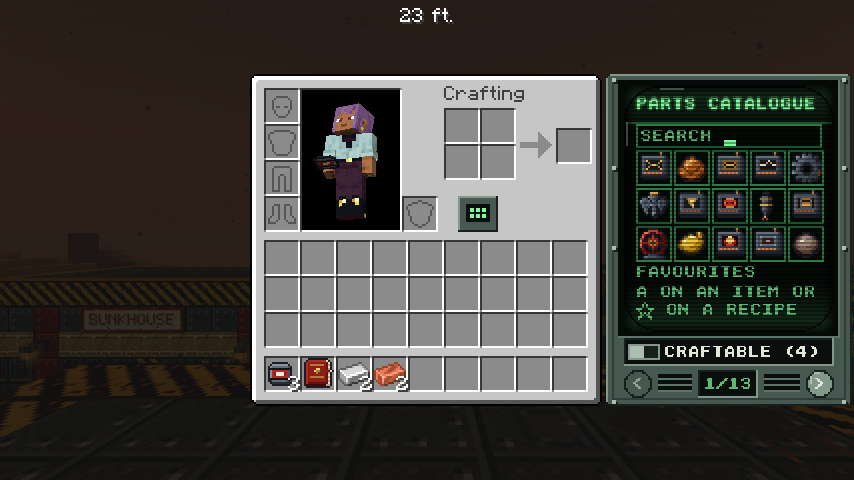 23 ft.
Crafting
PARTS CATALOGUE
SEARCH
FAVOURITES
A ON AN ITEM OR
☆ ON A RECIPE
BUNKHOUSE
3
2
2
CRAFTABLE (4)
< 1/13 >